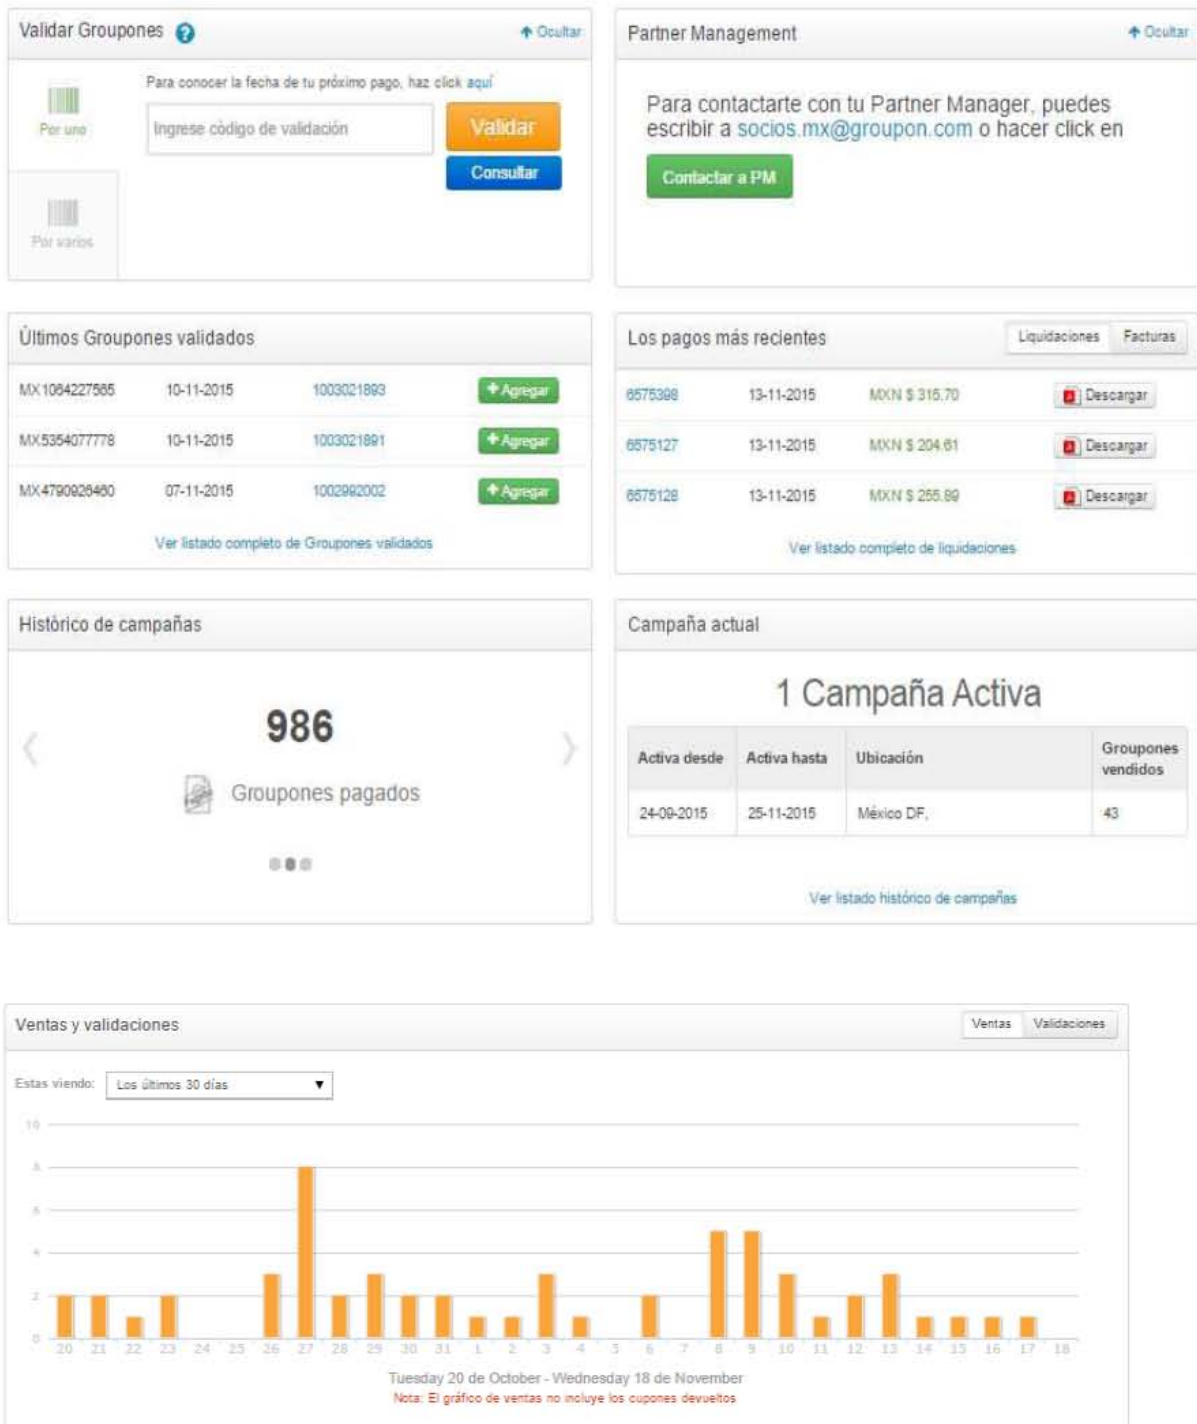 Validar Groupones ? Ocultar
Para conocer la fecha de tu próximo pago, haz click aquí
Por uno
Ingrese código de validación
Validar
Consultar
Por varios
Partner Management Ocultar
Para contactarte con tu Partner Manager, puedes
escribir a socios.mx@groupon.com o hacer click en
Contactar a PM
Últimos Groupones validados
MX1064227565 10-11-2015 1003021893 + Agregar
MX5354077778 10-11-2015 1003021891 + Agregar
MX4790926460 07-11-2015 1002992002 + Agregar
Ver listado completo de Groupones validados
Los pagos más recientes Liquidaciones Facturas
6575398 13-11-2015 MXN $ 315.70 Descargar
6575127 13-11-2015 MXN $ 204.61 Descargar
6575128 13-11-2015 MXN $ 255.89 Descargar
Ver listado completo de liquidaciones
Histórico de campañas
986
Groupones pagados
Campaña actual
1 Campaña Activa
Activa desde Activa hasta Ubicación Groupones
vendidos
24-09-2015 25-11-2015 México DF, 43
Ver listado histórico de campañas
Ventas y validaciones Ventas Validaciones
Estas viendo: Los últimos 30 días
10
8
6
4
2
0
20 21 22 23 24 25 26 27 28 29 30 31 1 2 3 4 5 6 7 8 9 10 11 12 13 14 15 16 17 18
Tuesday 20 de October - Wednesday 18 de November
Nota: El gráfico de ventas no incluye los cupones devueltos